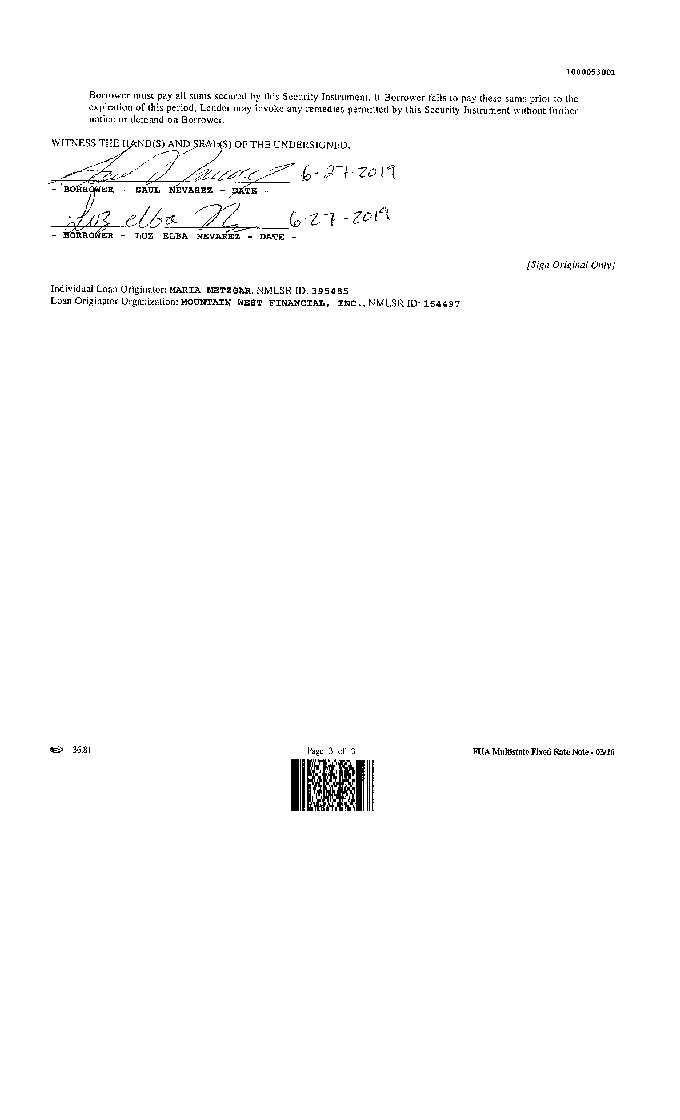 1000053001
Borrower must pay all sums secured by this Security Instrument. If Borrower fails to pay these sums prior to the
expiration of this period, Lender may invoke any remedies permitted by this Security Instrument without further
notice or demand on Borrower.
WITNESS THE HAND(S) AND SEAL(S) OF THE UNDERSIGNED.
6-27-2019
- BORROWER - SAUL NEVAREZ - DATE -
Luz elba N 6-27-2019
- BORROWER - LUZ ELBA NEVAREZ - DATE -
[Sign Original Only]
Individual Loan Originator: MARIA METZGAR, NMLSR ID: 395485
Loan Originator Organization: MOUNTAIN WEST FINANCIAL, INC., NMLSR ID: 164497
36.81 Page 3 of 3 FHA Multistate Fixed Rate Note - 03/16